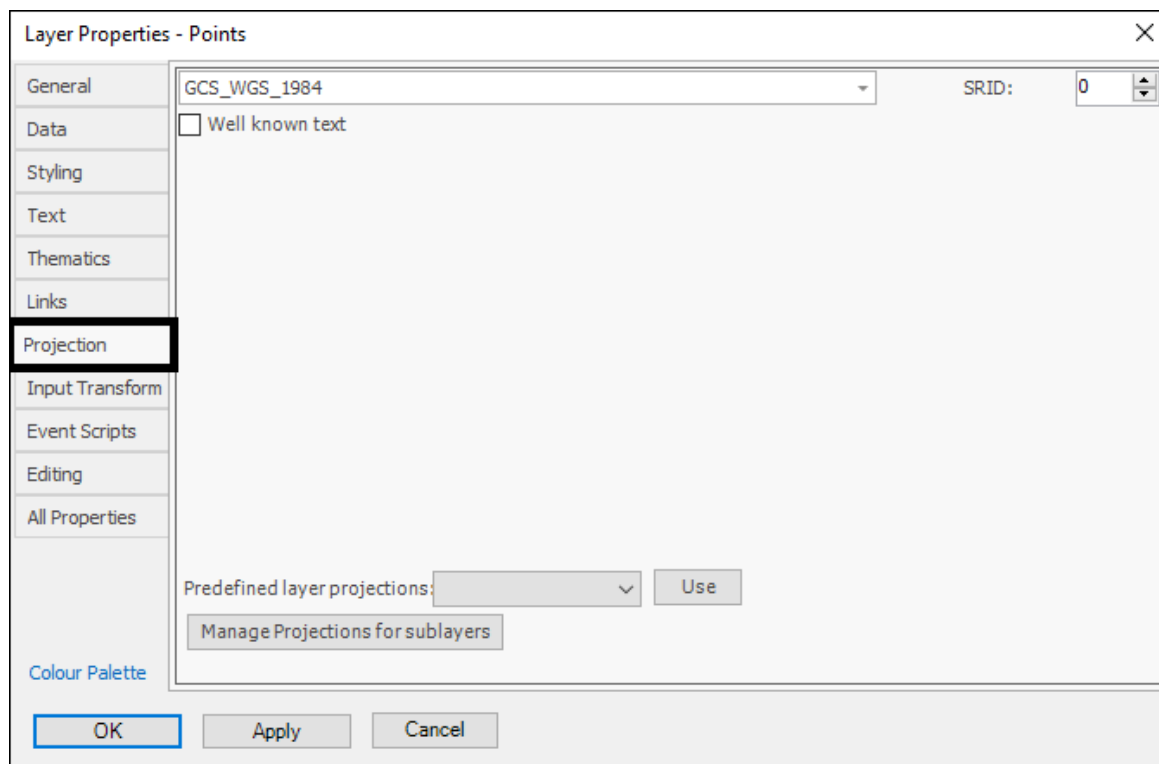 Layer Properties - Points
General
GCS_WGS_1984
SRID:
0
Data
Well known text
Styling
Text
Thematics
Links
Projection
Input Transform
Event Scripts
Editing
All Properties
Predefined layer projections:
Use
Manage Projections for sublayers
Colour Palette
OK
Apply
Cancel